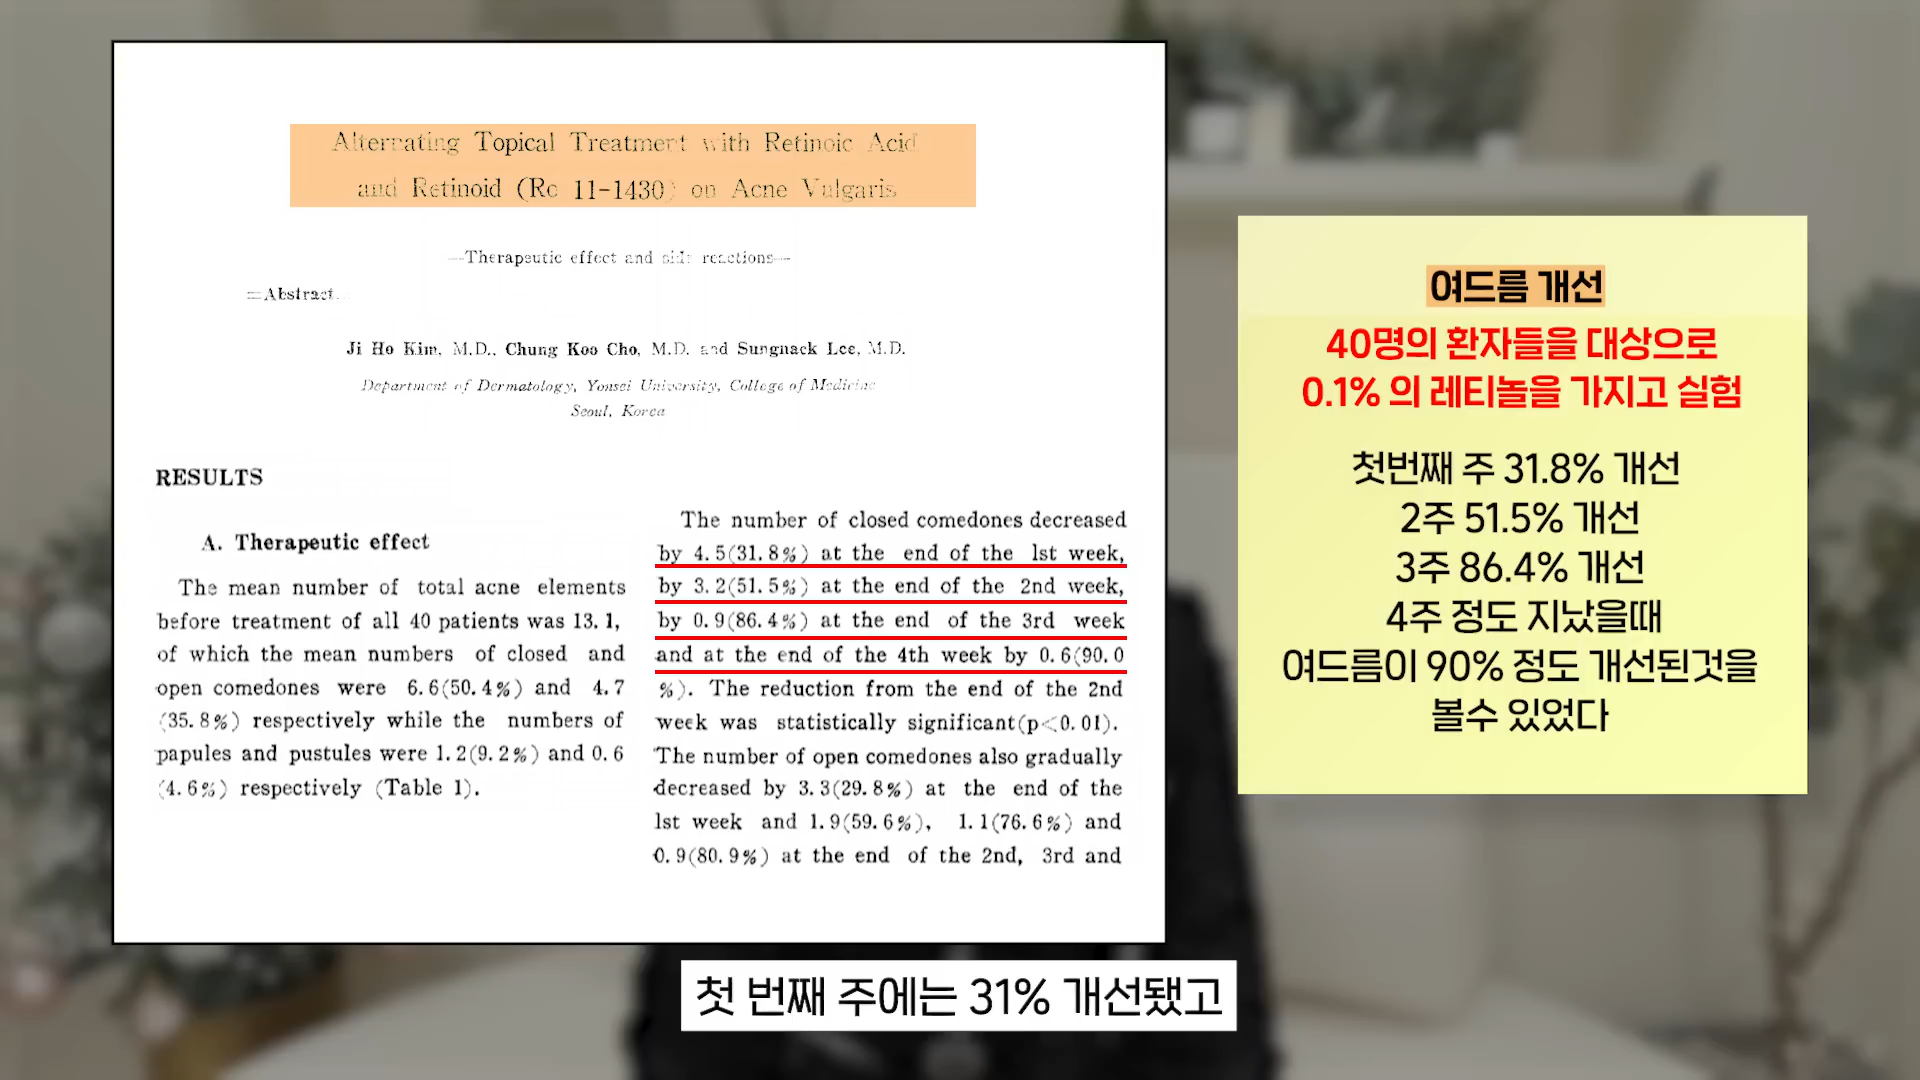 Alternating Topical Treatment with Retinoic Acid
and Retinoid (Ro 11-1430) on Acne Vulgaris
—Therapeutic effect and side reactions—
=Abstract
Ji Ho Kim, M.D., Chung Koo Cho, M.D. and Sungnack Lee, M.D.
Department of Dermatology, Yonsei University, College of Medicine
Seoul, Korea
RESULTS
A. Therapeutic effect
The mean number of total acne elements
before treatment of all 40 patients was 13.1,
of which the mean numbers of closed and
open comedones were 6.6(50.4%) and 4.7
(35.8%) respectively while the numbers of
papules and pustules were 1.2(9.2%) and 0.6
(4.6%) respectively (Table 1).
The number of closed comedones decreased
by 4.5(31.8%) at the end of the 1st week,
by 3.2(51.5%) at the end of the 2nd week,
by 0.9(86.4%) at the end of the 3rd week
and at the end of the 4th week by 0.6(90.0
%). The reduction from the end of the 2nd
week was statistically significant(p<0.01).
The number of open comedones also gradually
decreased by 3.3(29.8%) at the end of the
1st week and 1.9(59.6%), 1.1(76.6%) and
0.9(80.9%) at the end of the 2nd, 3rd and
여드름 개선
40명의 환자들을 대상으로
0.1% 의 레티놀을 가지고 실험
첫번째 주 31.8% 개선
2주 51.5% 개선
3주 86.4% 개선
4주 정도 지났을때
여드름이 90% 정도 개선된것을
볼수 있었다
첫 번째 주에는 31% 개선됐고